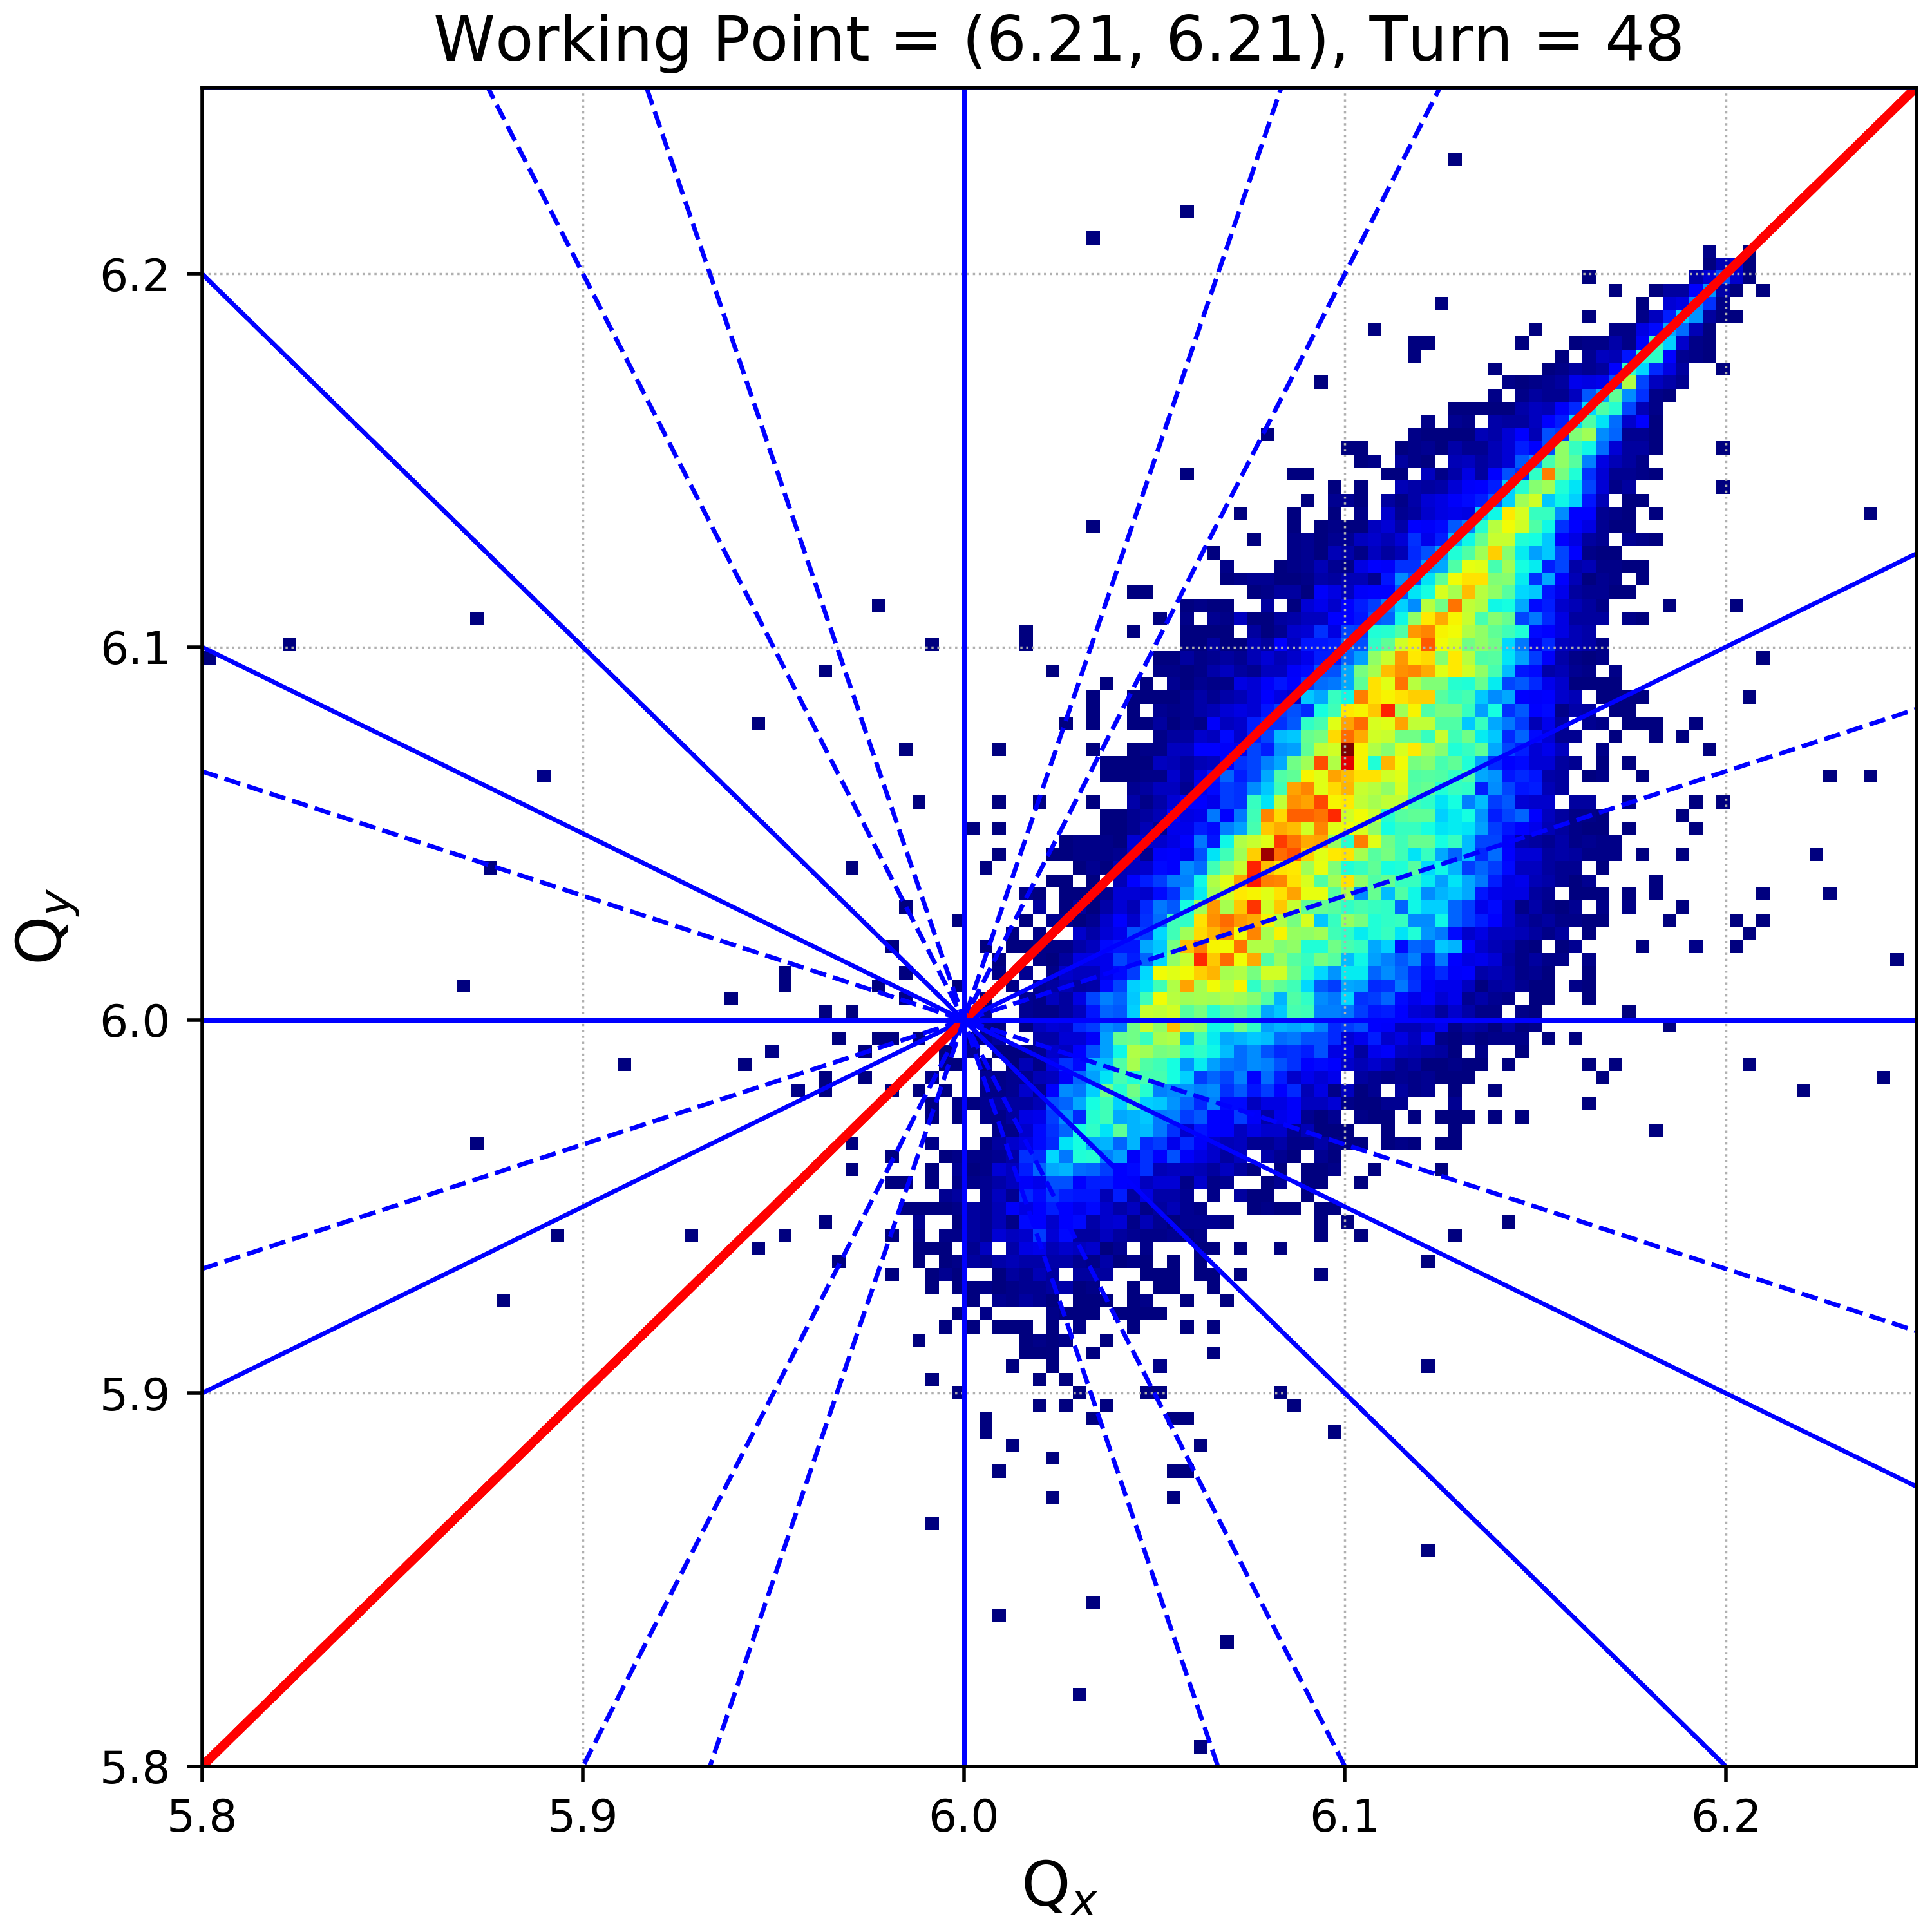 Working Point = (6.21, 6.21), Turn = 48
6.2
6.1
6.0
5.9
5.8
Qy
5.8 5.9 6.0 6.1 6.2
Qx